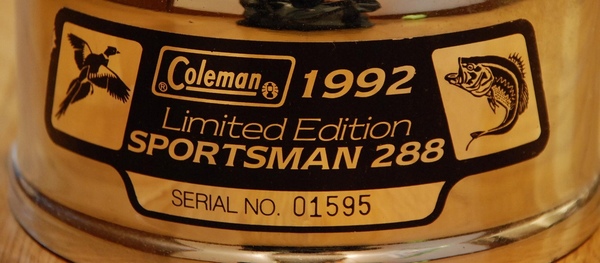 Coleman 1992
Limited Edition
SPORTSMAN 288
SERIAL NO. 01595